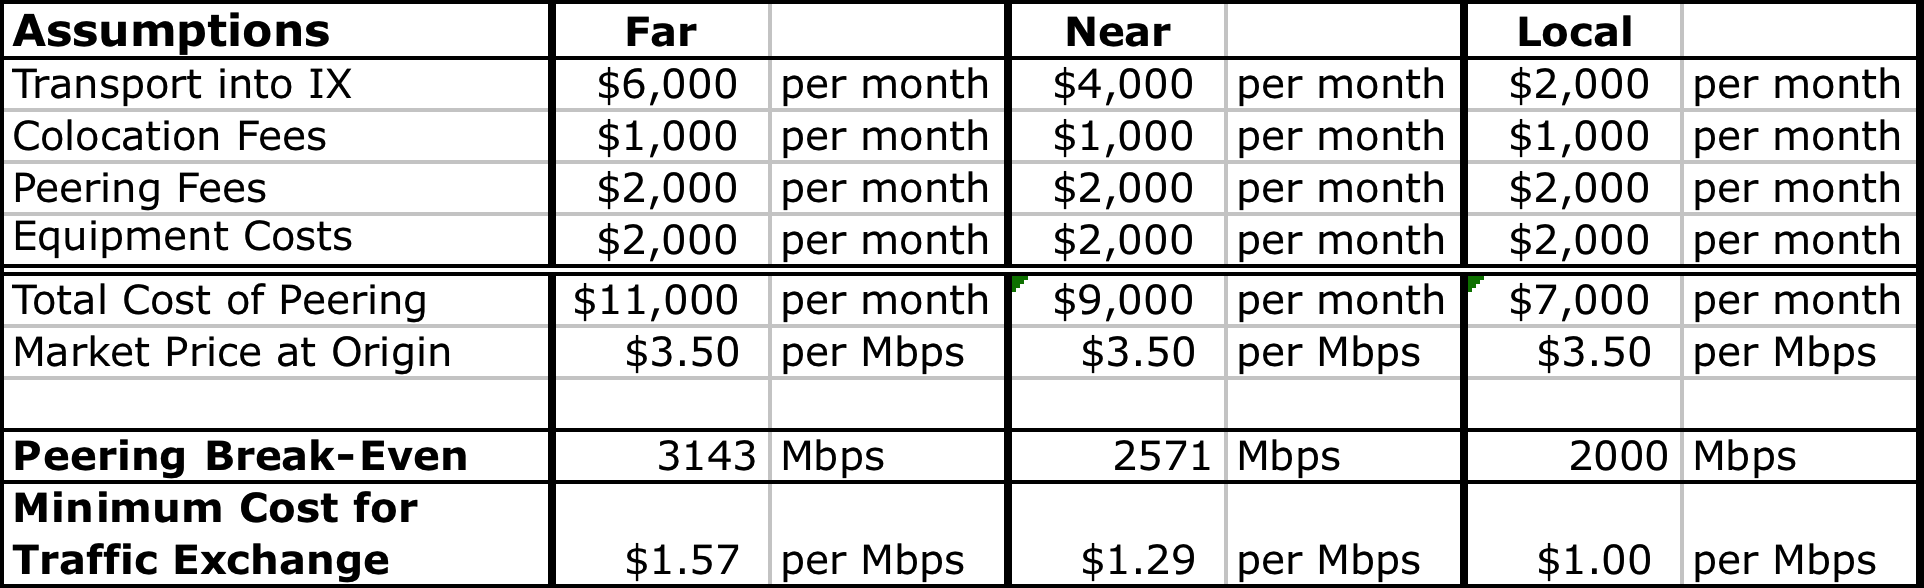 Assumptions Far Near Local
Transport into IX $6,000 per month $4,000 per month $2,000 per month
Colocation Fees $1,000 per month $1,000 per month $1,000 per month
Peering Fees $2,000 per month $2,000 per month $2,000 per month
Equipment Costs $2,000 per month $2,000 per month $2,000 per month
Total Cost of Peering $11,000 per month $9,000 per month $7,000 per month
Market Price at Origin $3.50 per Mbps $3.50 per Mbps $3.50 per Mbps
Peering Break-Even 3143 Mbps 2571 Mbps 2000 Mbps
Minimum Cost for
Traffic Exchange $1.57 per Mbps $1.29 per Mbps $1.00 per Mbps